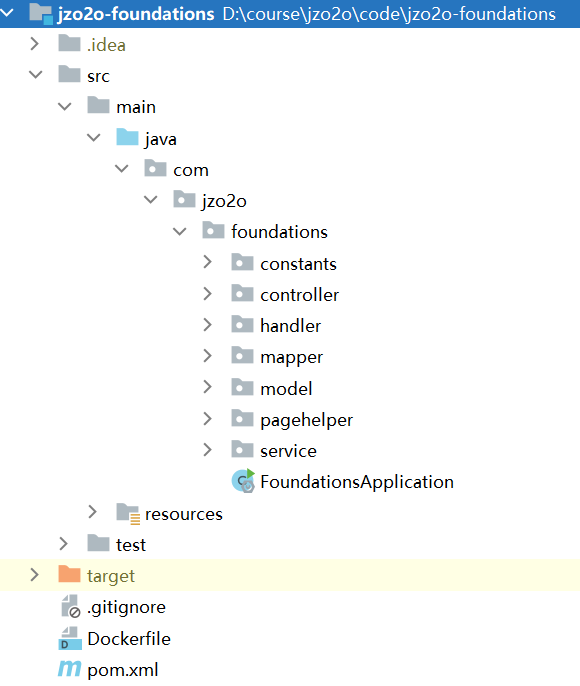 jzo2o-foundations D:\course\jzo2o\code\jzo2o-foundations
.idea
src
main
java
com
jzo2o
foundations
constants
controller
handler
mapper
model
pagehelper
service
C FoundationsApplication
resources
test
target
.gitignore
D Dockerfile
m pom.xml